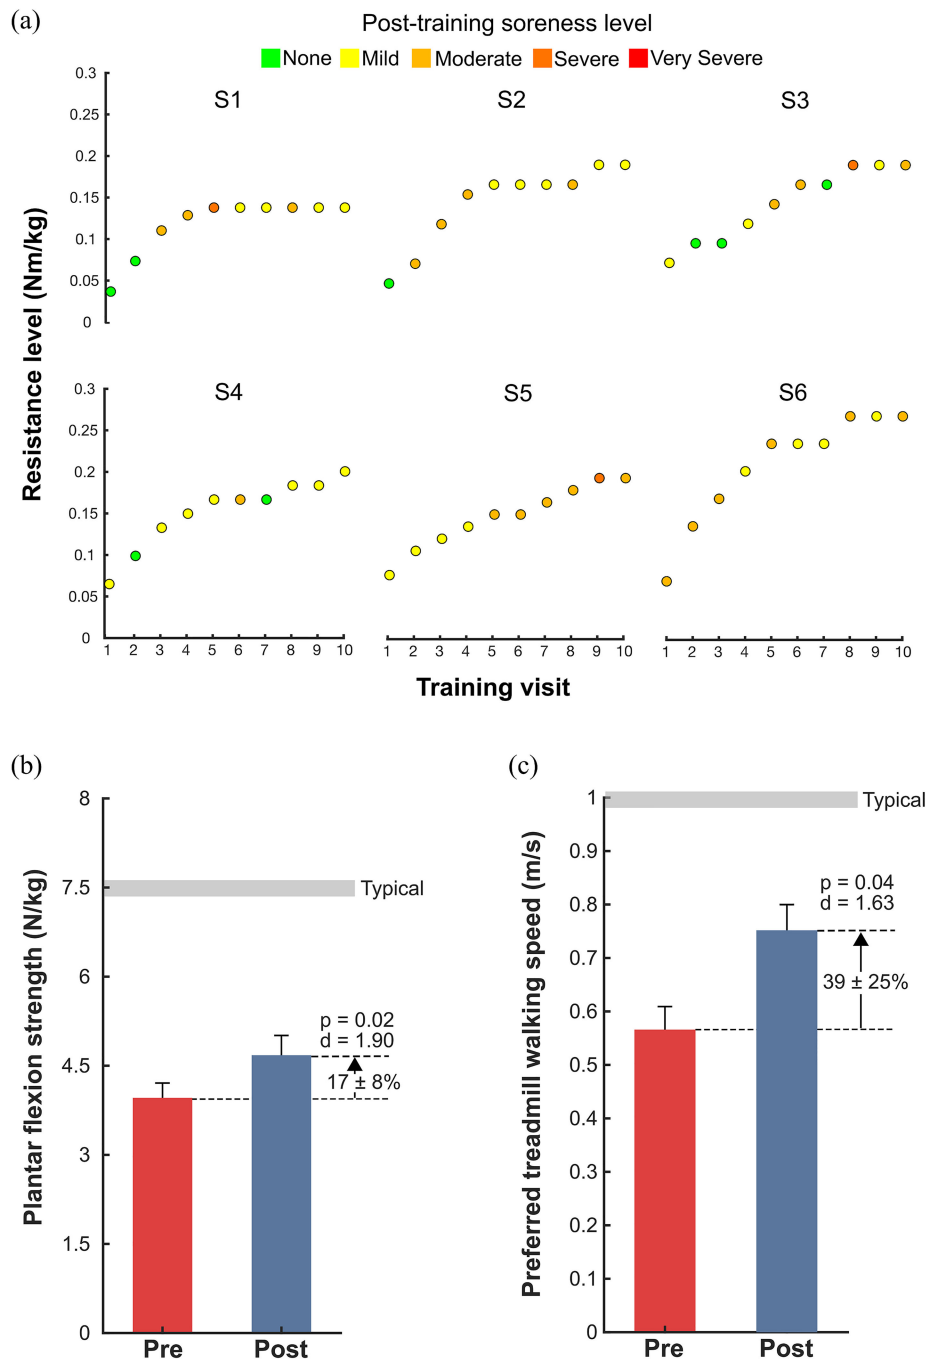 (a)
Post-training soreness level
None Mild Moderate Severe Very Severe
Resistance level (Nm/kg)
S1 S2 S3
0.3
0.25
0.2
0.15
0.1
0.05
0
S4 S5 S6
0.3
0.25
0.2
0.15
0.1
0.05
0
1 2 3 4 5 6 7 8 9 10 1 2 3 4 5 6 7 8 9 10 1 2 3 4 5 6 7 8 9 10
Training visit
(b)
Plantar flexion strength (N/kg)
8
7.5
6
4.5
3
1.5
0
Typical
p = 0.02
d = 1.90
17 ± 8%
Pre Post
(c)
Preferred treadmill walking speed (m/s)
1
0.9
0.8
0.7
0.6
0.5
0.4
0.3
0.2
0.1
0
Typical
p = 0.04
d = 1.63
39 ± 25%
Pre Post